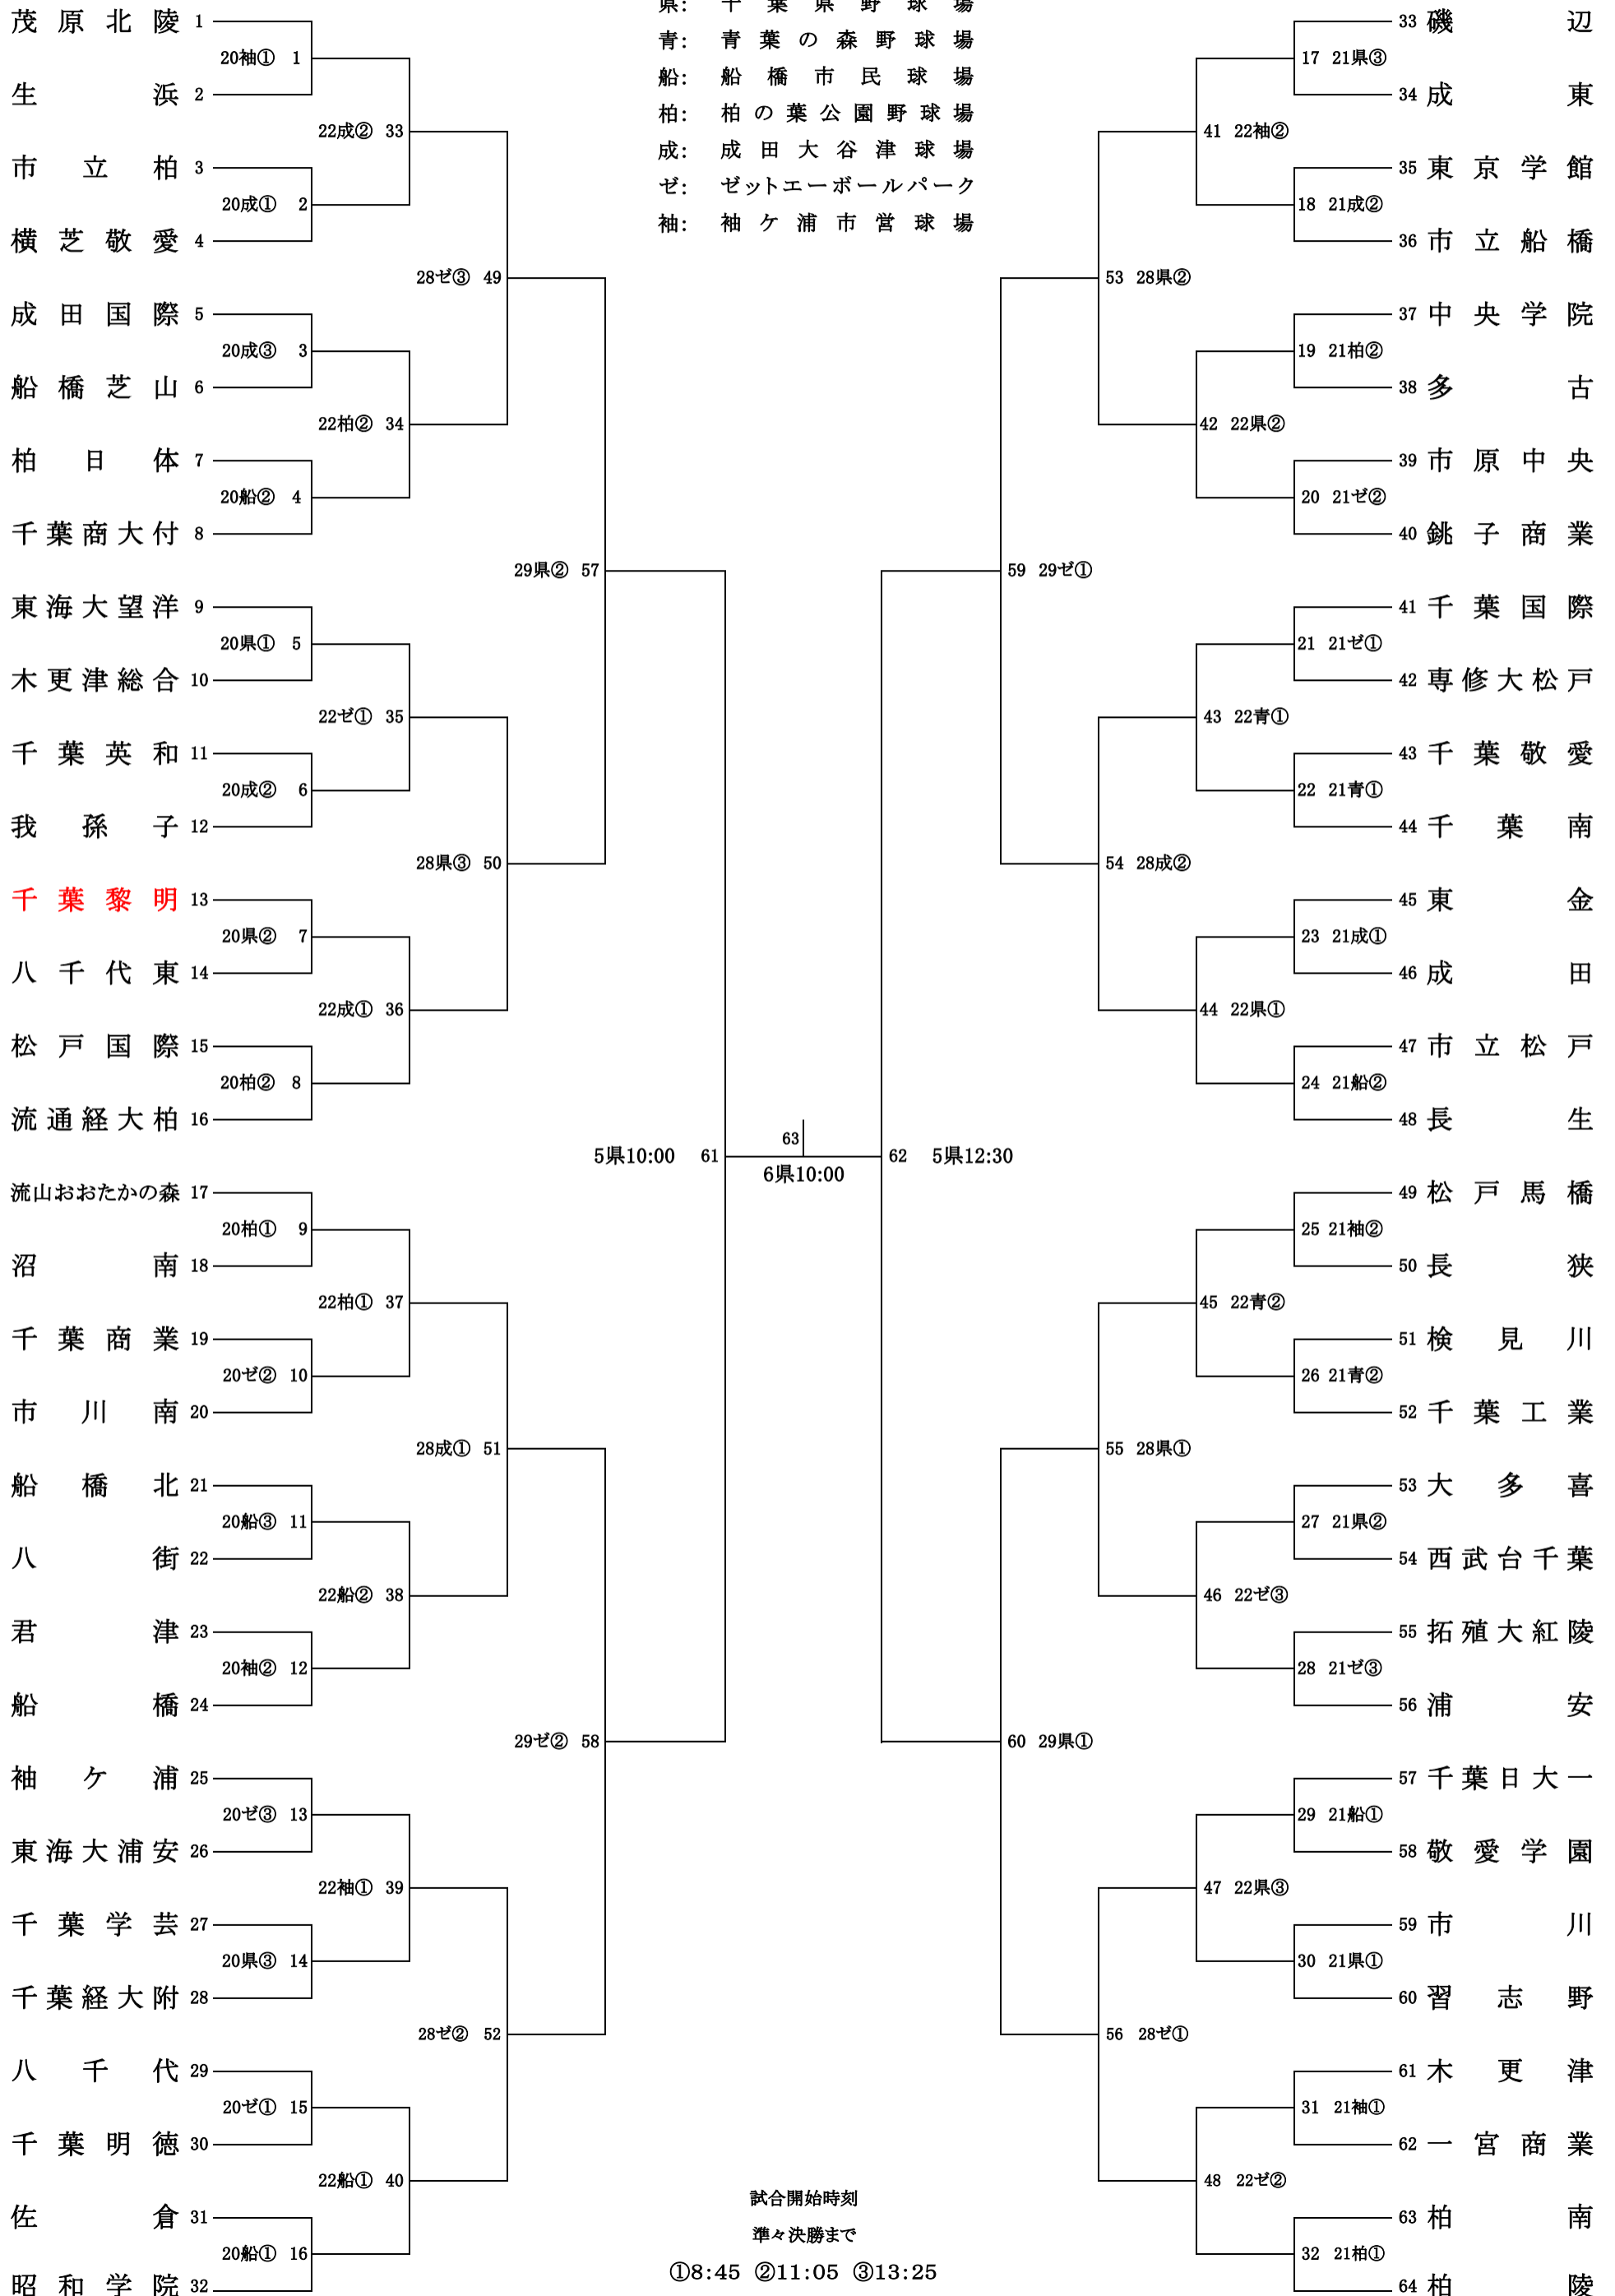 県: 千葉県野球場
青: 青葉の森野球場
船: 船橋市民球場
柏: 柏の葉公園野球場
成: 成田大谷津球場
ゼ: ゼットエーボールパーク
袖: 袖ケ浦市営球場
茂原北陵 1
20袖① 1
生浜 2
22成② 33
市立柏 3
20成① 2
横芝敬愛 4
28ゼ③ 49
成田国際 5
20成③ 3
船橋芝山 6
22柏② 34
柏日体 7
20船② 4
千葉商大付 8
29県② 57
東海大望洋 9
20県① 5
木更津総合 10
22ゼ① 35
千葉英和 11
20成② 6
我孫子 12
28県③ 50
千葉黎明 13
20県② 7
八千代東 14
22成① 36
松戸国際 15
20柏② 8
流通経大柏 16
5県10:00 61
流山おおたかの森 17
20柏① 9
沼南 18
22柏① 37
千葉商業 19
20ゼ② 10
市川南 20
28成① 51
船橋北 21
20船③ 11
八街 22
22船② 38
君津 23
20袖② 12
船橋 24
29ゼ② 58
袖ケ浦 25
20ゼ③ 13
東海大浦安 26
22袖① 39
千葉学芸 27
20県③ 14
千葉経大附 28
28ゼ② 52
八千代 29
20ゼ① 15
千葉明徳 30
22船① 40
佐倉 31
20船① 16
昭和学院 32
63
6県10:00
33 磯辺
17 21県③
34 成東
41 22袖②
35 東京学館
18 21成②
36 市立船橋
53 28県②
37 中央学院
19 21柏②
38 多古
42 22県②
39 市原中央
20 21ゼ②
40 銚子商業
59 29ゼ①
41 千葉国際
21 21ゼ①
42 専修大松戸
43 22青①
43 千葉敬愛
22 21青①
44 千葉南
54 28成②
45 東金
23 21成①
46 成田
44 22県①
47 市立松戸
24 21船②
48 長生
62 5県12:30
49 松戸馬橋
25 21袖②
50 長狭
45 22青②
51 検見川
26 21青②
52 千葉工業
55 28県①
53 大多喜
27 21県②
54 西武台千葉
46 22ゼ③
55 拓殖大紅陵
28 21ゼ③
56 浦安
60 29県①
57 千葉日大一
29 21船①
58 敬愛学園
47 22県③
59 市川
30 21県①
60 習志野
56 28ゼ①
61 木更津
31 21袖①
62 一宮商業
48 22ゼ②
63 柏南
32 21柏①
64 柏陵
試合開始時刻
準々決勝まで
①8:45 ②11:05 ③13:25